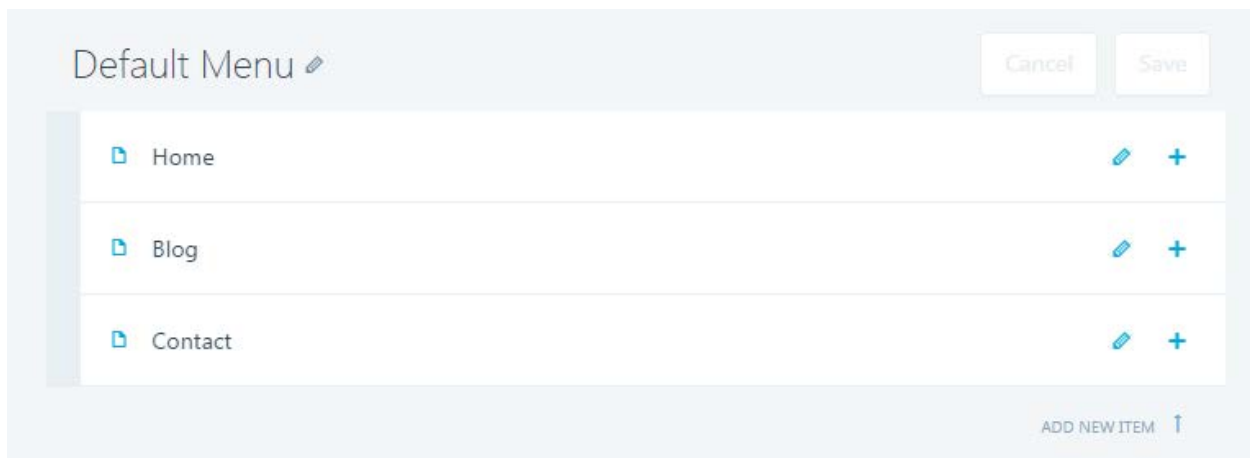 Default Menu
Cancel
Save
Home
Blog
Contact
ADD NEW ITEM